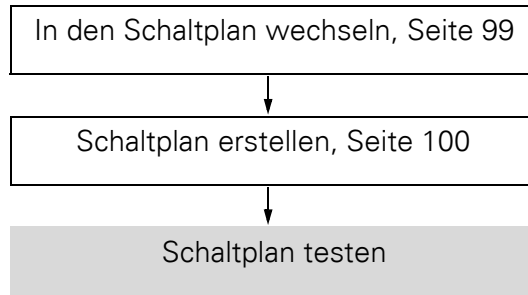 In den Schaltplan wechseln, Seite 99
Schaltplan erstellen, Seite 100
Schaltplan testen